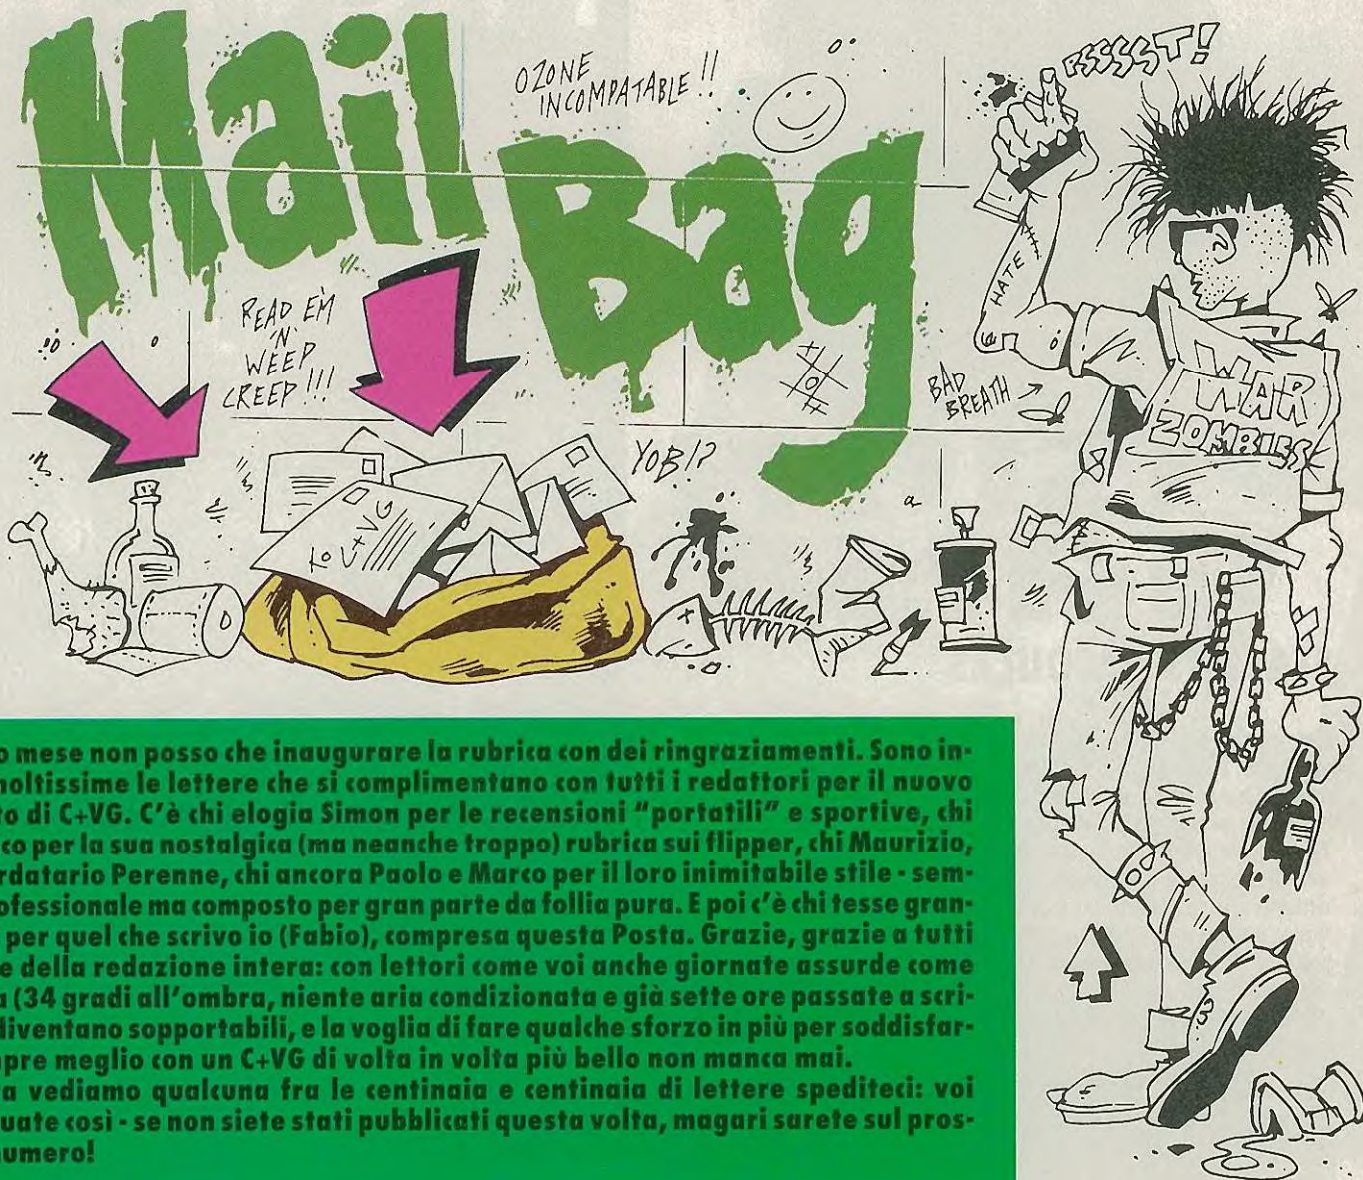 Mail
Bag
OZONE
INCOMPATABLE!!
PSSSST!
HATE
READ EM
'N'
WEEP
CREEP!!!
BAD
BREATH
WAR
ZOMBIES
YOB!?
TO C+VG
o mese non posso che inaugurare la rubrica con dei ringraziamenti. Sono in-
noltissime le lettere che si complimentano con tutti i redattori per il nuovo
to di C+VG. C'è chi elogia Simon per le recensioni "portatili" e sportive, chi
co per la sua nostalgica (ma neanche troppo) rubrica sui flipper, chi Maurizio,
rdatario Perenne, chi ancora Paolo e Marco per il loro inimitabile stile - sem-
ofessionale ma composto per gran parte da follia pura. E poi c'è chi tesse gran-
per quel che scrivo io (Fabio), compresa questa Posta. Grazie, grazie a tutti
e della redazione intera: con lettori come voi anche giornate assurde come
a (34 gradi all'ombra, niente aria condizionata e già sette ore passate a scri-
diventano sopportabili, e la voglia di fare qualche sforzo in più per soddisfar-
pre meglio con un C+VG di volta in volta più bello non manca mai.
a vediamo qualcuna fra le centinaia e centinaia di lettere spediteci: voi
uate così - se non siete stati pubblicati questa volta, magari sarete sul pros-
numero!